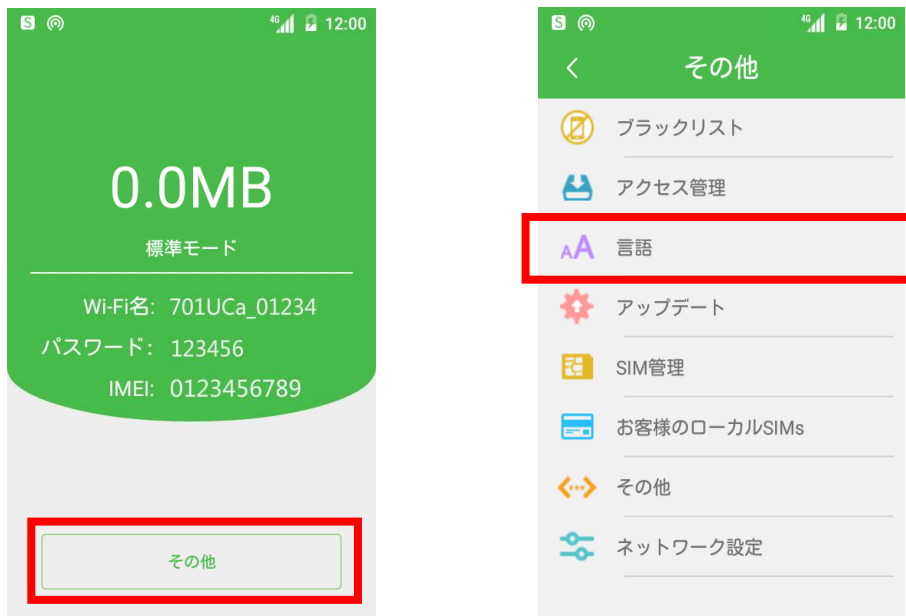 S 4G 12:00
0.0MB
標準モード
Wi-Fi名: 701UCa_01234
パスワード: 123456
IMEI: 0123456789
その他
S 4G 12:00
その他
ブラックリスト
アクセス管理
AA 言語
アップデート
SIM管理
お客様のローカルSIMs
その他
ネットワーク設定